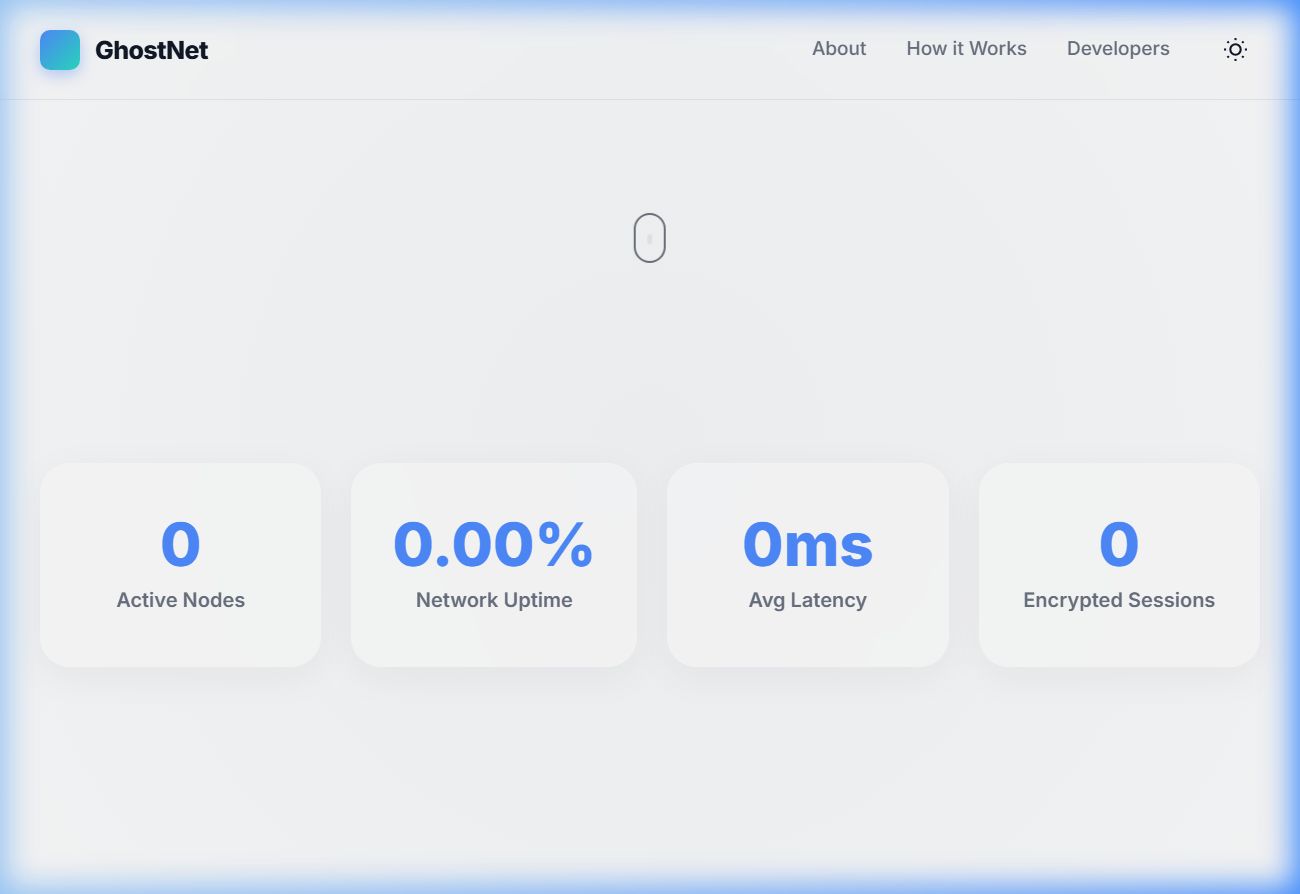 GhostNet
About How it Works Developers
0 0.00% 0ms 0
Active Nodes Network Uptime Avg Latency Encrypted Sessions